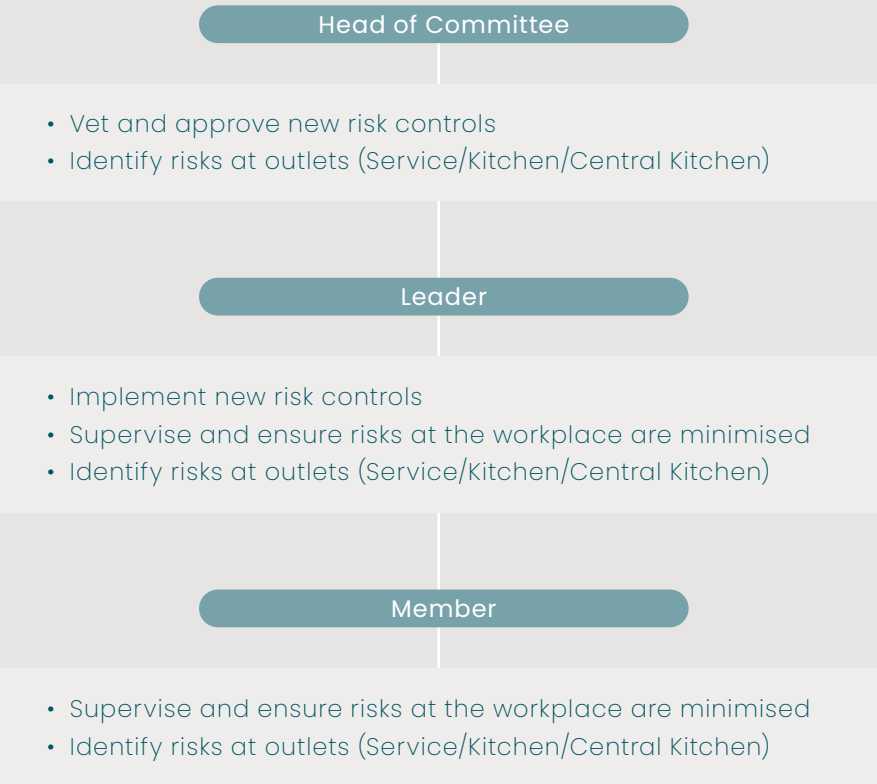 Head of Committee
• Vet and approve new risk controls
• Identify risks at outlets (Service/Kitchen/Central Kitchen)
Leader
• Implement new risk controls
• Supervise and ensure risks at the workplace are minimised
• Identify risks at outlets (Service/Kitchen/Central Kitchen)
Member
• Supervise and ensure risks at the workplace are minimised
• Identify risks at outlets (Service/Kitchen/Central Kitchen)